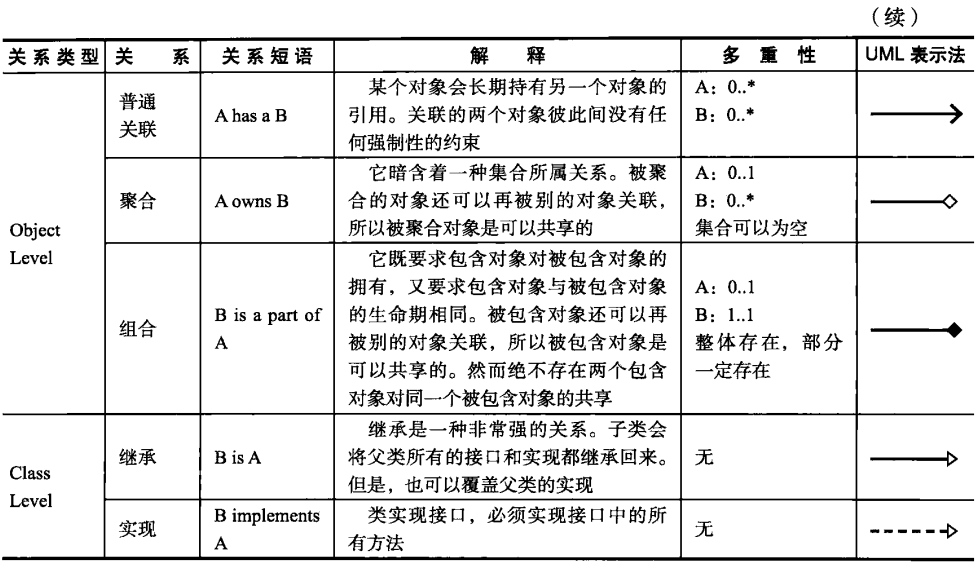 （续）
关系类型 关 系 关系短语 解 释 多 重 性 UML 表示法
Object
Level
普通
关联
A has a B
某个对象会长期持有另一个对象的
引用。关联的两个对象彼此间没有任
何强制性的约束
A：0..*
B：0..*
聚合
A owns B
它暗含着一种集合所属关系。被聚
合的对象还可以再被别的对象关联，
所以被聚合对象是可以共享的
A：0..1
B：0..*
集合可以为空
组合
B is a part of
A
它既要求包含对象对被包含对象的
拥有，又要求包含对象与被包含对象
的生命期相同。被包含对象还可以再
被别的对象关联，所以被包含对象是
可以共享的。然而绝不存在两个包含
对象对同一个被包含对象的共享
A：0..1
B：1..1
整体存在，部分
一定存在
Class
Level
继承
B is A
继承是一种非常强的关系。子类会
将父类所有的接口和实现都继承回来。
但是，也可以覆盖父类的实现
无
实现
B implements
A
类实现接口，必须实现接口中的所
有方法
无